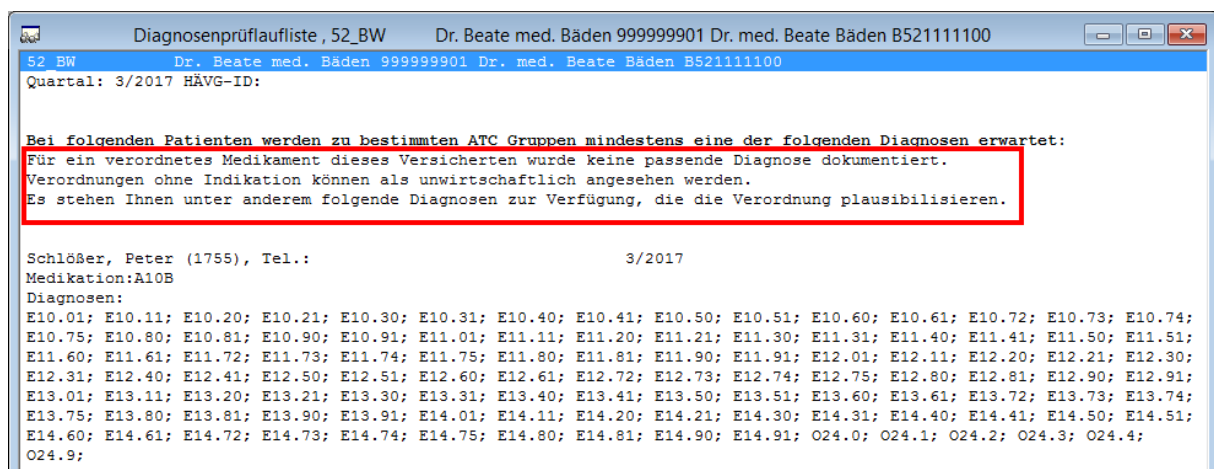 Diagnosenprüflaufliste , 52_BW Dr. Beate med. Bäden 999999901 Dr. med. Beate Bäden B521111100
52_BW Dr. Beate med. Bäden 999999901 Dr. med. Beate Bäden B521111100
Quartal: 3/2017 HÄVG-ID:
Bei folgenden Patienten werden zu bestimmten ATC Gruppen mindestens eine der folgenden Diagnosen erwartet:
Für ein verordnetes Medikament dieses Versicherten wurde keine passende Diagnose dokumentiert.
Verordnungen ohne Indikation können als unwirtschaftlich angesehen werden.
Es stehen Ihnen unter anderem folgende Diagnosen zur Verfügung, die die Verordnung plausibilisieren.
Schlößer, Peter (1755), Tel.: 3/2017
Medikation:A10B
Diagnosen:
E10.01; E10.11; E10.20; E10.21; E10.30; E10.31; E10.40; E10.41; E10.50; E10.51; E10.60; E10.61; E10.72; E10.73; E10.74;
E10.75; E10.80; E10.81; E10.90; E10.91; E11.01; E11.11; E11.20; E11.21; E11.30; E11.31; E11.40; E11.41; E11.50; E11.51;
E11.60; E11.61; E11.72; E11.73; E11.74; E11.75; E11.80; E11.81; E11.90; E11.91; E12.01; E12.11; E12.20; E12.21; E12.30;
E12.31; E12.40; E12.41; E12.50; E12.51; E12.60; E12.61; E12.72; E12.73; E12.74; E12.75; E12.80; E12.81; E12.90; E12.91;
E13.01; E13.11; E13.20; E13.21; E13.30; E13.31; E13.40; E13.41; E13.50; E13.51; E13.60; E13.61; E13.72; E13.73; E13.74;
E13.75; E13.80; E13.81; E13.90; E13.91; E14.01; E14.11; E14.20; E14.21; E14.30; E14.31; E14.40; E14.41; E14.50; E14.51;
E14.60; E14.61; E14.72; E14.73; E14.74; E14.75; E14.80; E14.81; E14.90; E14.91; O24.0; O24.1; O24.2; O24.3; O24.4;
O24.9;